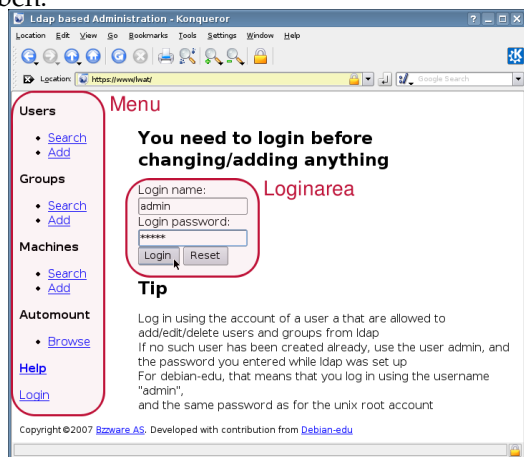 ben.
Ldap based Administration - Konqueror
Location Edit View Go Bookmarks Tools Settings Window Help
Location: https://www/lwat/ Google Search
Menu
Users
Search
Add
Groups
Search
Add
Machines
Search
Add
Automount
Browse
Help
Login
You need to login before
changing/adding anything
Loginarea
Login name:
admin
Login password:
*****
Login Reset
Tip
Log in using the account of a user a that are allowed to
add/edit/delete users and groups from ldap
If no such user has been created already, use the user admin, and
the password you entered while ldap was set up
For debian-edu, that means that you log in using the username
"admin",
and the same password as for the unix root account
Copyright©2007 Bzzware AS. Developed with contribution from Debian-edu